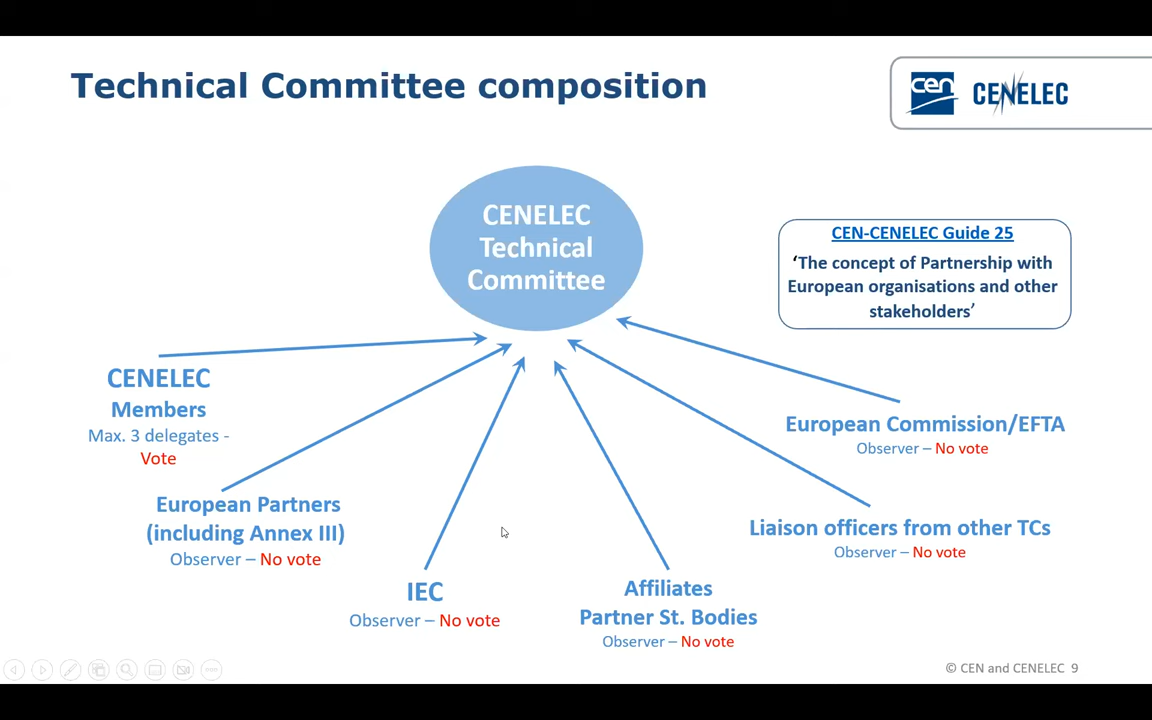 Technical Committee composition
cen
CENELEC
CENELEC
Technical
Committee
CEN-CENELEC Guide 25
‘The concept of Partnership with
European organisations and other
stakeholders’
CENELEC
Members
Max. 3 delegates -
Vote
European Partners
(including Annex III)
Observer – No vote
IEC
Observer – No vote
Affiliates
Partner St. Bodies
Observer – No vote
Liaison officers from other TCs
Observer – No vote
European Commission/EFTA
Observer – No vote
© CEN and CENELEC 9